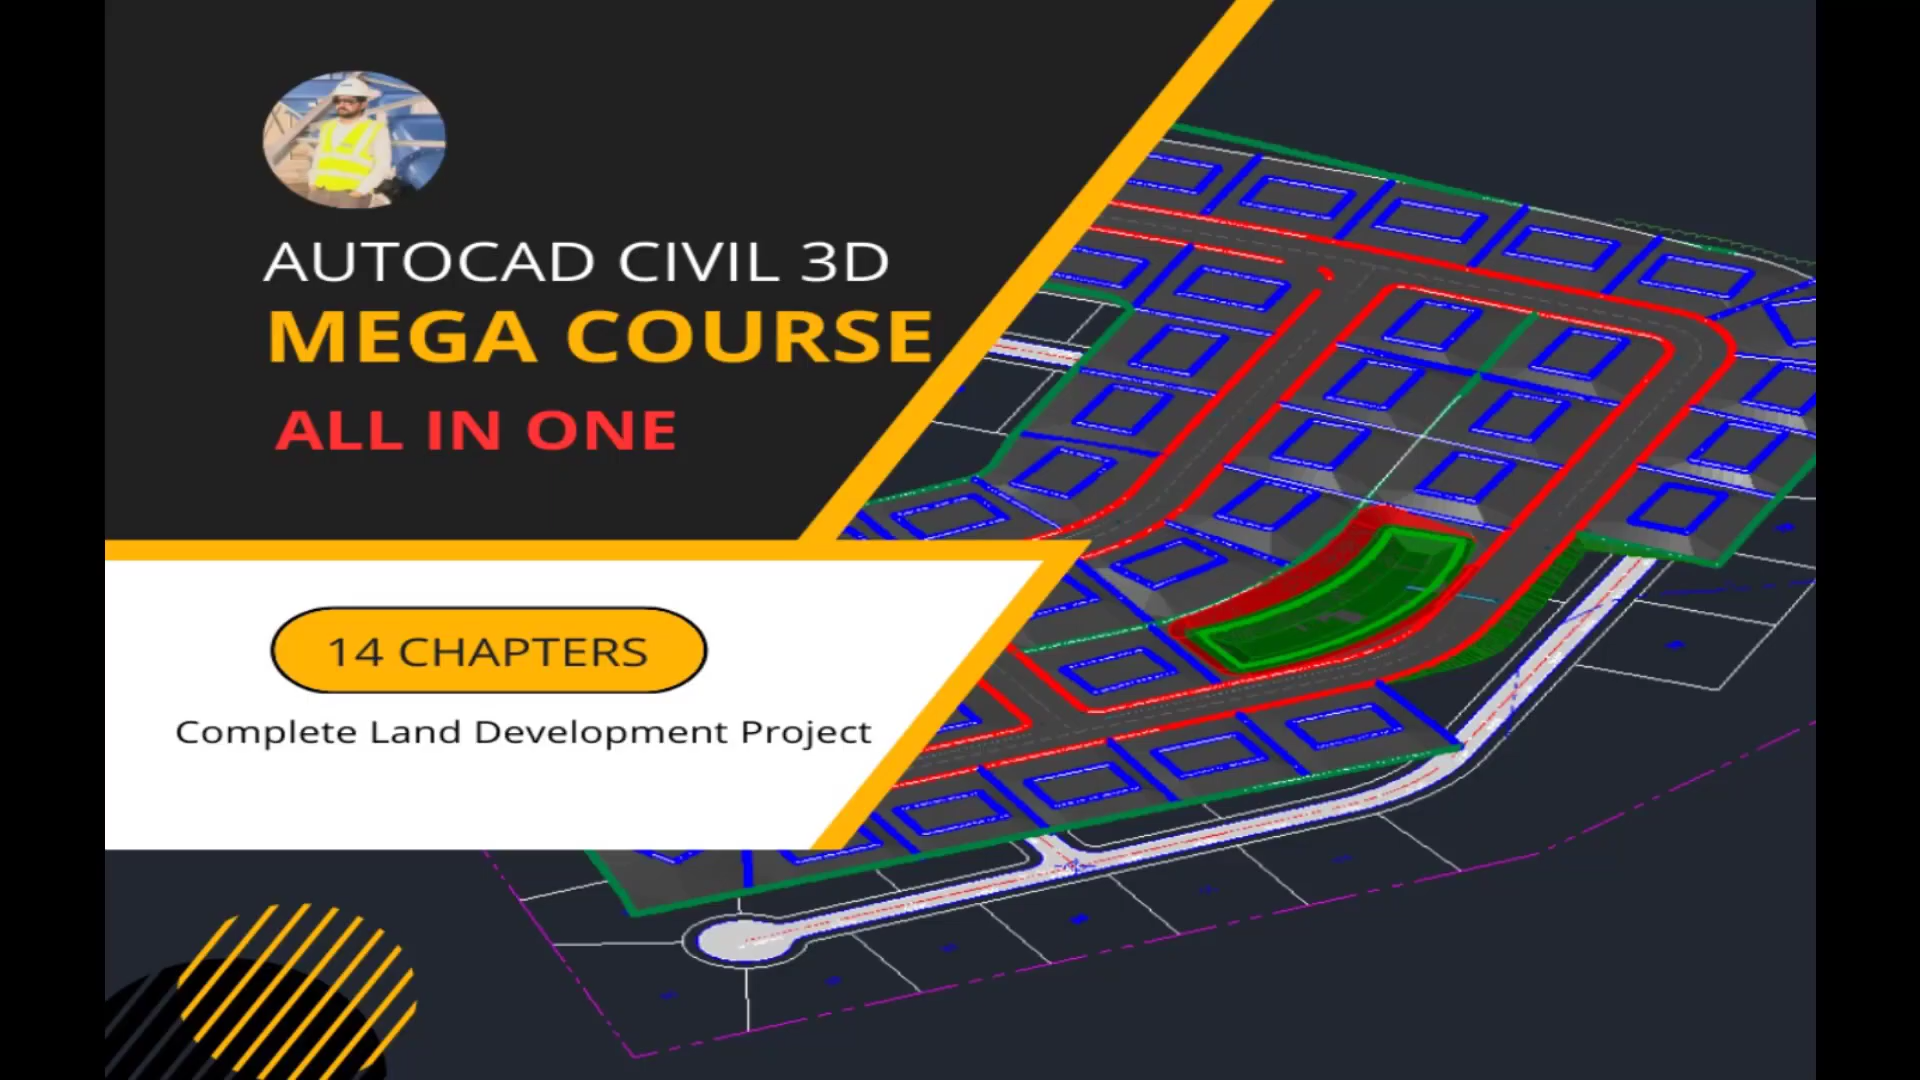 AUTOCAD CIVIL 3D
MEGA COURSE
ALL IN ONE
14 CHAPTERS
Complete Land Development Project